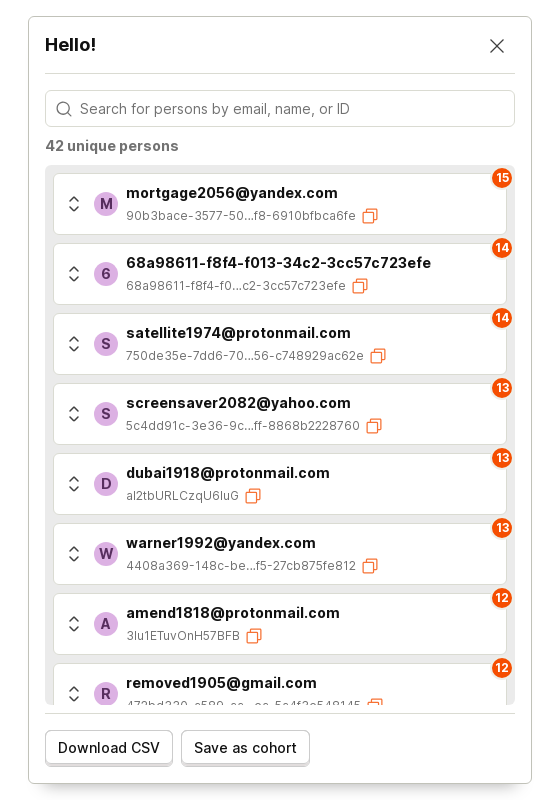 Hello!
Search for persons by email, name, or ID
42 unique persons
15
M
mortgage2056@yandex.com
90b3bace-3577-50...f8-6910bfbca6fe
14
6
68a98611-f8f4-f013-34c2-3cc57c723efe
68a98611-f8f4-f0...c2-3cc57c723efe
14
S
satellite1974@protonmail.com
750de35e-7dd6-70...56-c748929ac62e
13
S
screensaver2082@yahoo.com
5c4dd91c-3e36-9c...ff-8868b2228760
13
D
dubai1918@protonmail.com
13
W
warner1992@yandex.com
4408a369-148c-be...f5-27cb875fe812
12
A
amend1818@protonmail.com
12
R
removed1905@gmail.com
Download CSV
Save as cohort